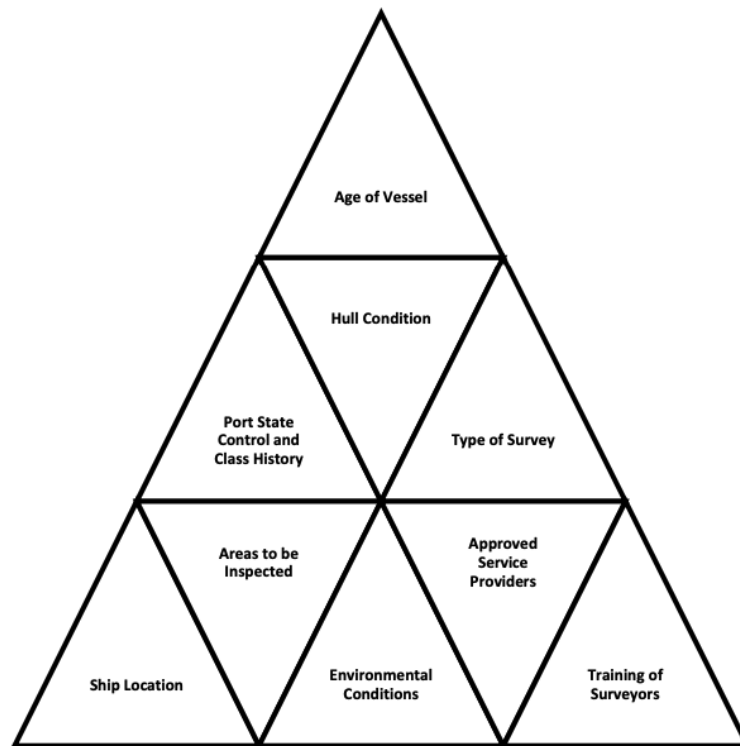 Age of Vessel
Hull Condition
Port State
Control and
Class History
Type of Survey
Areas to be
Inspected
Approved
Service
Providers
Ship Location
Environmental
Conditions
Training of
Surveyors